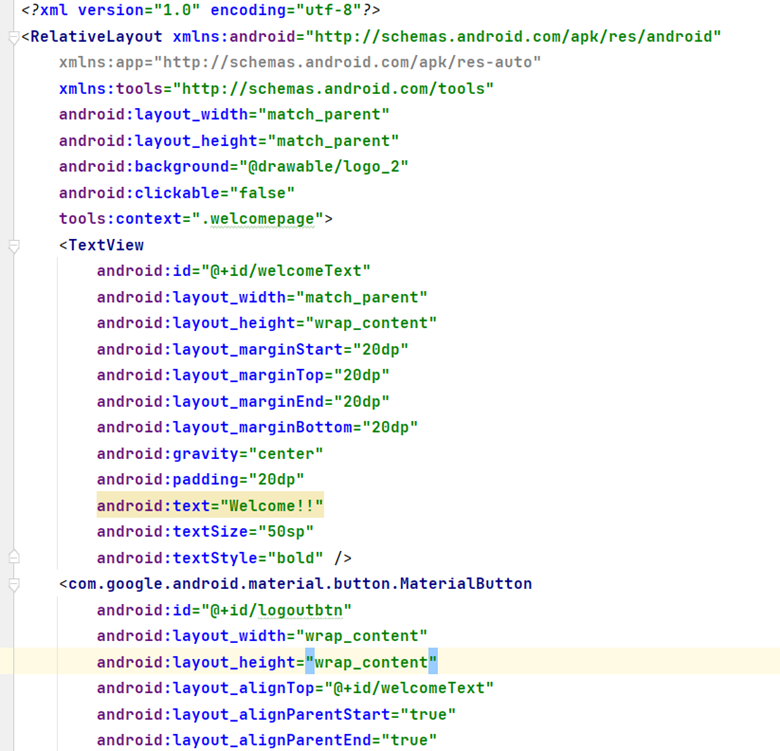 <?xml version="1.0" encoding="utf-8"?>
<RelativeLayout xmlns:android="http://schemas.android.com/apk/res/android"
    xmlns:app="http://schemas.android.com/apk/res-auto"
    xmlns:tools="http://schemas.android.com/tools"
    android:layout_width="match_parent"
    android:layout_height="match_parent"
    android:background="@drawable/logo_2"
    android:clickable="false"
    tools:context=".welcomepage">
    <TextView
        android:id="@+id/welcomeText"
        android:layout_width="match_parent"
        android:layout_height="wrap_content"
        android:layout_marginStart="20dp"
        android:layout_marginTop="20dp"
        android:layout_marginEnd="20dp"
        android:layout_marginBottom="20dp"
        android:gravity="center"
        android:padding="20dp"
        android:text="Welcome!!"
        android:textSize="50sp"
        android:textStyle="bold" />
    <com.google.android.material.button.MaterialButton
        android:id="@+id/logoutbtn"
        android:layout_width="wrap_content"
        android:layout_height="wrap_content"
        android:layout_alignTop="@+id/welcomeText"
        android:layout_alignParentStart="true"
        android:layout_alignParentEnd="true"